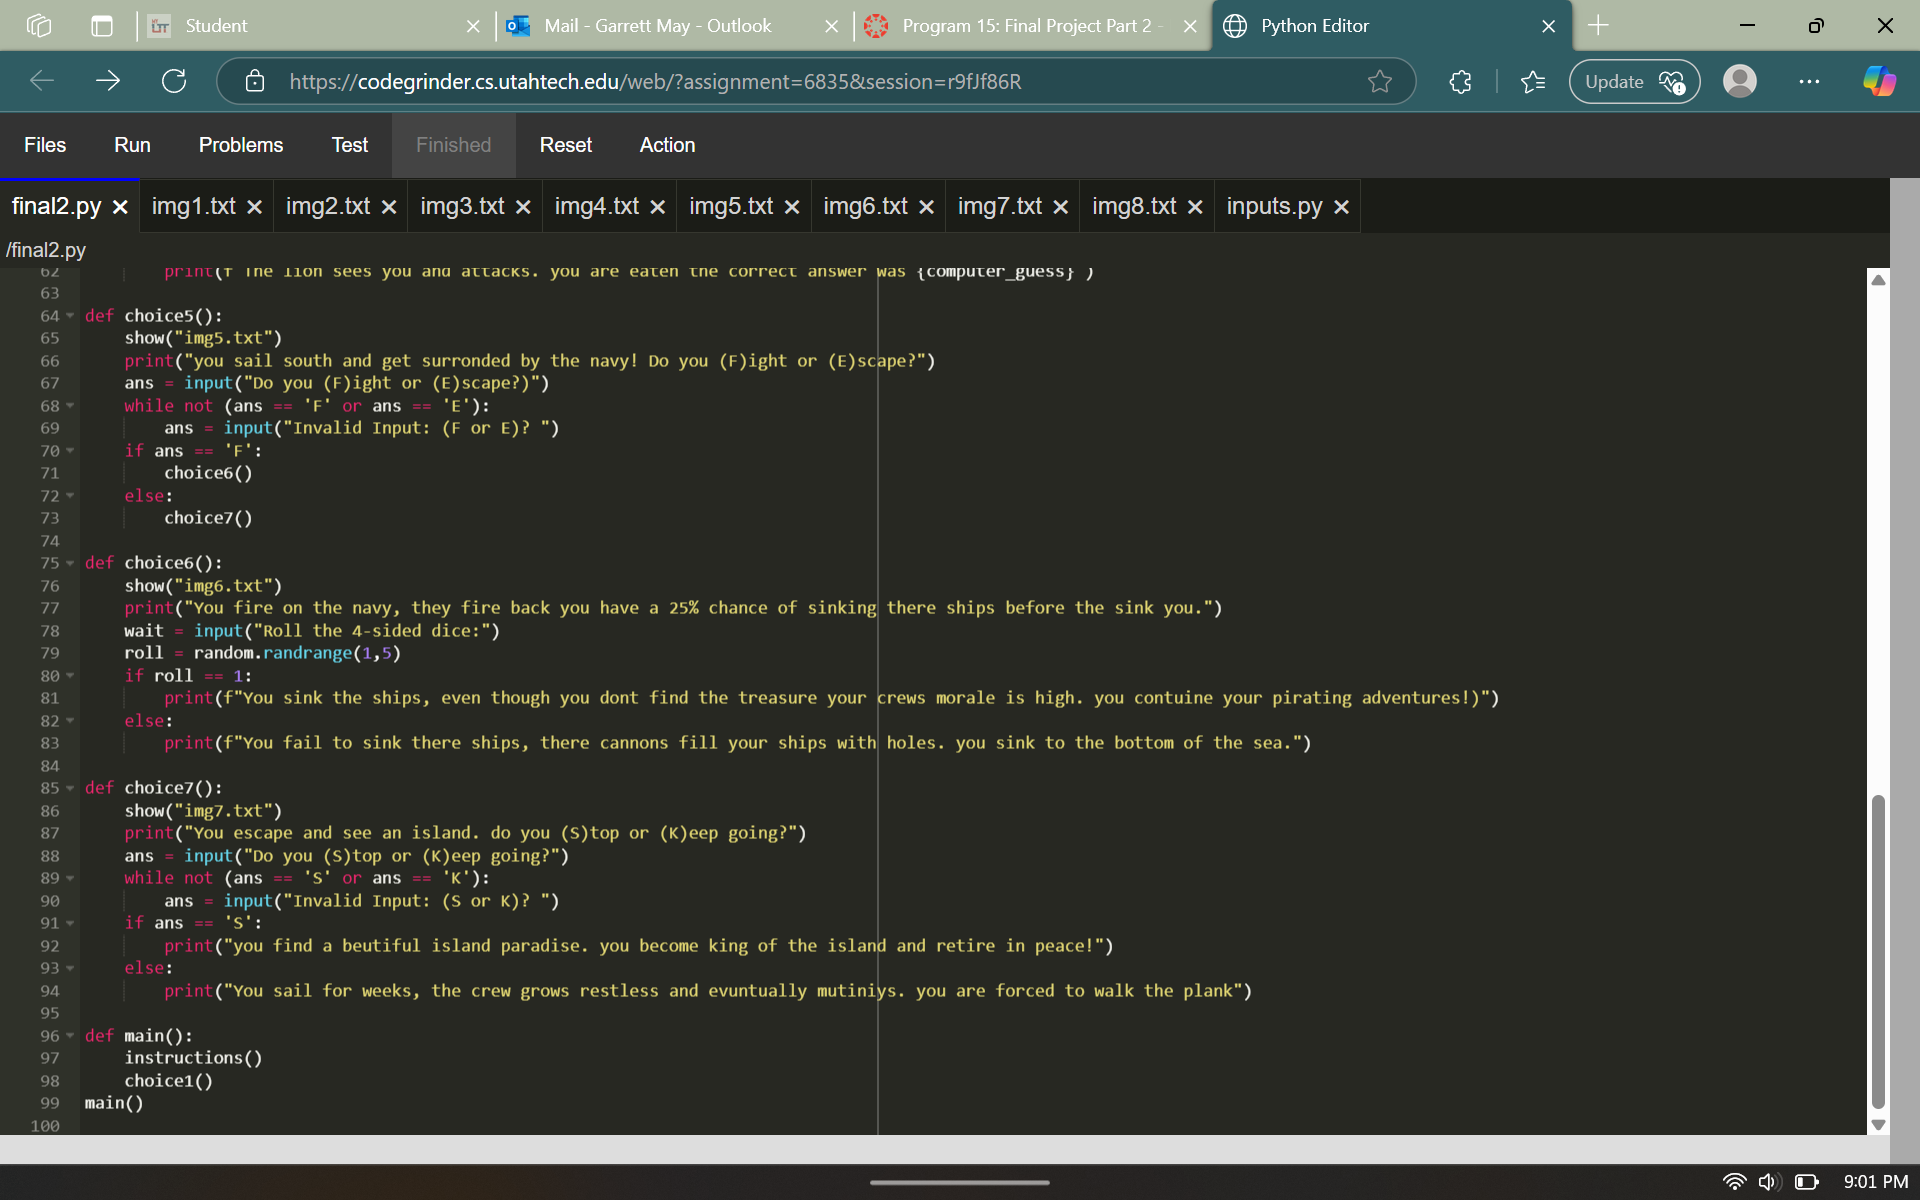 Student
Mail - Garrett May - Outlook
Program 15: Final Project Part 2 -
Python Editor
https://codegrinder.cs.utahtech.edu/web/?assignment=6835&session=r9fJf86R
Update
Files Run Problems Test Finished Reset Action
final2.py img1.txt img2.txt img3.txt img4.txt img5.txt img6.txt img7.txt img8.txt inputs.py
/final2.py
62 print(f"The lion sees you and attacks. you are eaten the correct answer was {computer_guess}")
63
64 def choice5():
65 show("img5.txt")
66 print("you sail south and get surronded by the navy! Do you (F)ight or (E)scape?")
67 ans = input("Do you (F)ight or (E)scape?)")
68 while not (ans == 'F' or ans == 'E'):
69 ans = input("Invalid Input: (F or E)? ")
70 if ans == 'F':
71 choice6()
72 else:
73 choice7()
74
75 def choice6():
76 show("img6.txt")
77 print("You fire on the navy, they fire back you have a 25% chance of sinking there ships before the sink you.")
78 wait = input("Roll the 4-sided dice:")
79 roll = random.randrange(1,5)
80 if roll == 1:
81 print(f"You sink the ships, even though you dont find the treasure your crews morale is high. you contuine your pirating adventures!)")
82 else:
83 print(f"You fail to sink there ships, there cannons fill your ships with holes. you sink to the bottom of the sea.")
84
85 def choice7():
86 show("img7.txt")
87 print("You escape and see an island. do you (S)top or (K)eep going?")
88 ans = input("Do you (S)top or (K)eep going?")
89 while not (ans == 'S' or ans == 'K'):
90 ans = input("Invalid Input: (S or K)? ")
91 if ans == 'S':
92 print("you find a beutiful island paradise. you become king of the island and retire in peace!")
93 else:
94 print("You sail for weeks, the crew grows restless and evuntually mutiniys. you are forced to walk the plank")
95
96 def main():
97 instructions()
98 choice1()
99 main()
100
9:01 PM